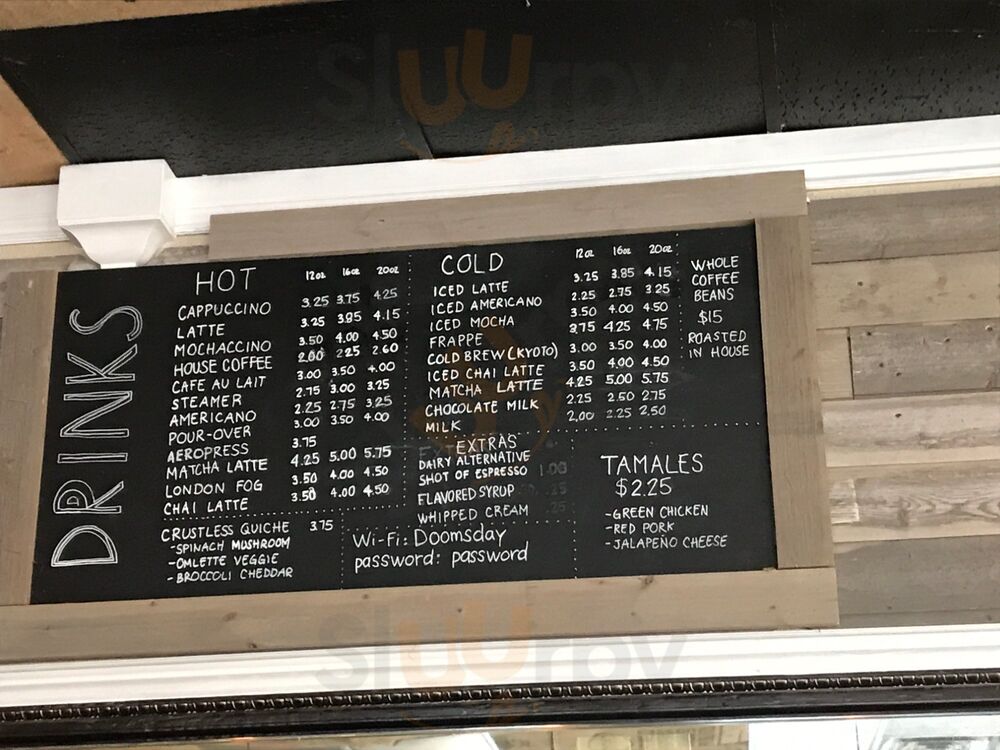 DRINKS
HOT 12oz 16oz 20oz
CAPPUCCINO 3.25 3.75 4.25
LATTE 3.25 3.85 4.15
MOCHACCINO 3.50 4.00 4.50
HOUSE COFFEE 2.00 2.25 2.60
CAFE AU LAIT 3.00 3.50 4.00
STEAMER 2.75 3.00 3.25
AMERICANO 2.25 2.75 3.25
POUR-OVER 3.00 3.50 4.00
AEROPRESS 3.75
MATCHA LATTE 4.25 5.00 5.75
LONDON FOG 3.50 4.00 4.50
CHAI LATTE 3.50 4.00 4.50
CRUSTLESS QUICHE 3.75
-SPINACH MUSHROOM
-OMLETTE VEGGIE
-BROCCOLI CHEDDAR
COLD 12oz 16oz 20oz
ICED LATTE 3.25 3.85 4.15
ICED AMERICANO 2.25 2.75 3.25
ICED MOCHA 3.50 4.00 4.50
FRAPPE 3.75 4.25 4.75
COLD BREW (KYOTO) 3.00 3.50 4.00
ICED CHAI LATTE 3.50 4.00 4.50
MATCHA LATTE 4.25 5.00 5.75
CHOCOLATE MILK 2.25 2.50 2.75
MILK 2.00 2.25 2.50
EXTRAS
DAIRY ALTERNATIVE
SHOT OF ESPRESSO 1.00
FLAVORED SYRUP
WHIPPED CREAM .25
Wi-Fi: Doomsday
password: password
WHOLE
COFFEE
BEANS
$15
ROASTED
IN HOUSE
TAMALES
$2.25
-GREEN CHICKEN
-RED PORK
-JALAPEÑO CHEESE
sluurpy
sluurpy